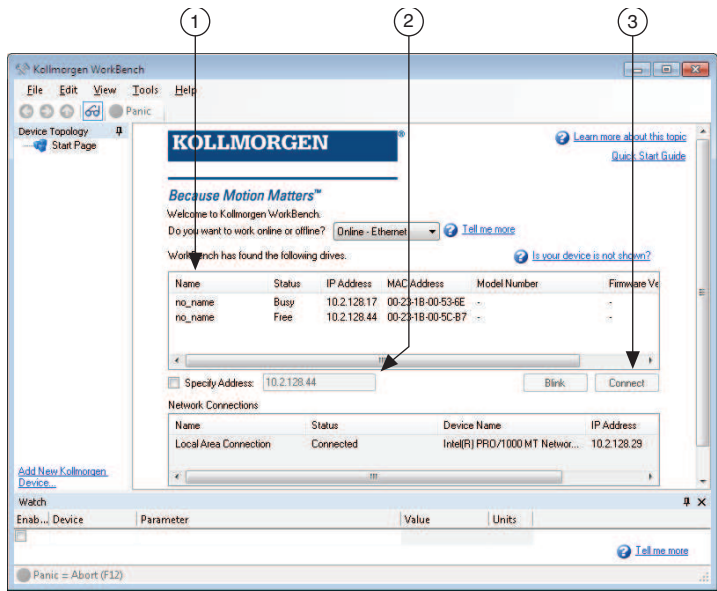 1 2 3
Kollmorgen WorkBench
File Edit View Tools Help
Panic
Device Topology
Start Page
KOLLMORGEN®
Because Motion Matters™
Learn more about this topic
Quick Start Guide
Welcome to Kollmorgen WorkBench.
Do you want to work online or offline? Online - Ethernet Tell me more
WorkBench has found the following drives. Is your device is not shown?
Name Status IP Address MAC Address Model Number Firmware Ve
no_name Busy 10.2.128.17 00-23-1B-00-53-6E - -
no_name Free 10.2.128.44 00-23-1B-00-5C-B7 - -
Specify Address: 10.2.128.44 Blink Connect
Network Connections
Name Status Device Name IP Address
Local Area Connection Connected Intel(R) PRO/1000 MT Networ... 10.2.128.29
Add New Kollmorgen
Device...
Watch
Enab... Device Parameter Value Units
Tell me more
Panic = Abort (F12)